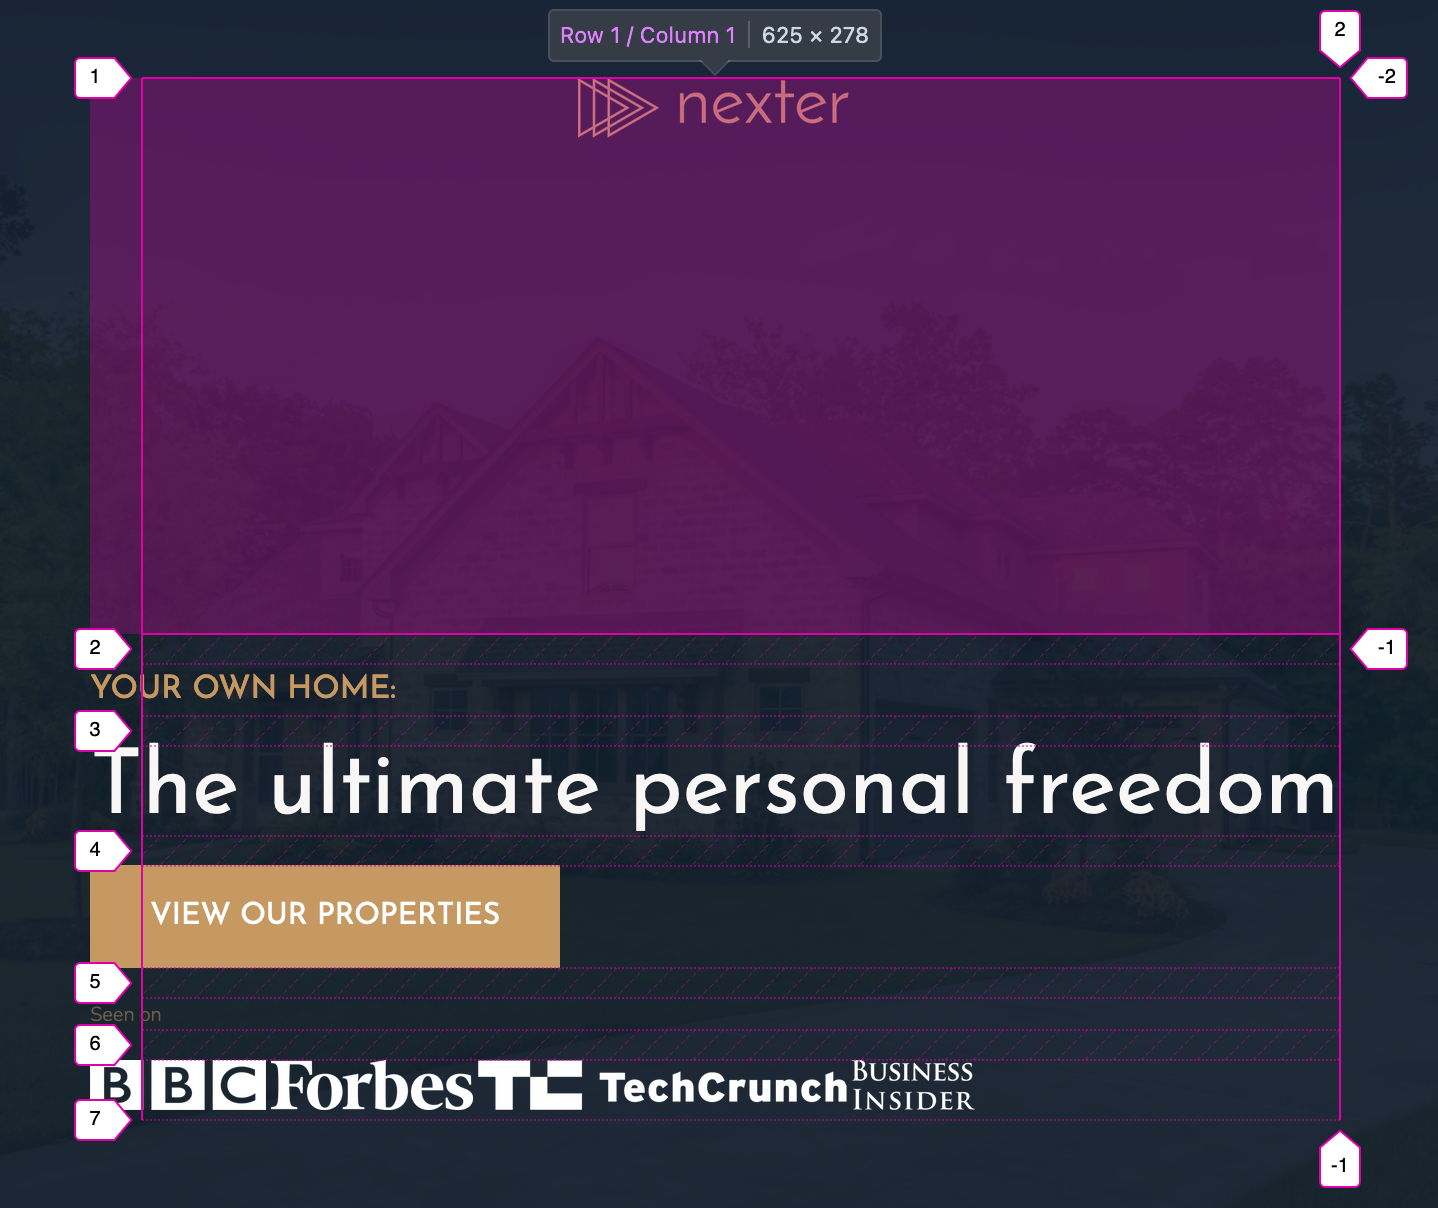 Row 1 / Column 1 625 × 278
2
1
-2
nexter
2
-1
YOUR OWN HOME:
3
The ultimate personal freedom
4
VIEW OUR PROPERTIES
5
Seen on
6
BBC Forbes TC TechCrunch BUSINESS
INSIDER
7
-1